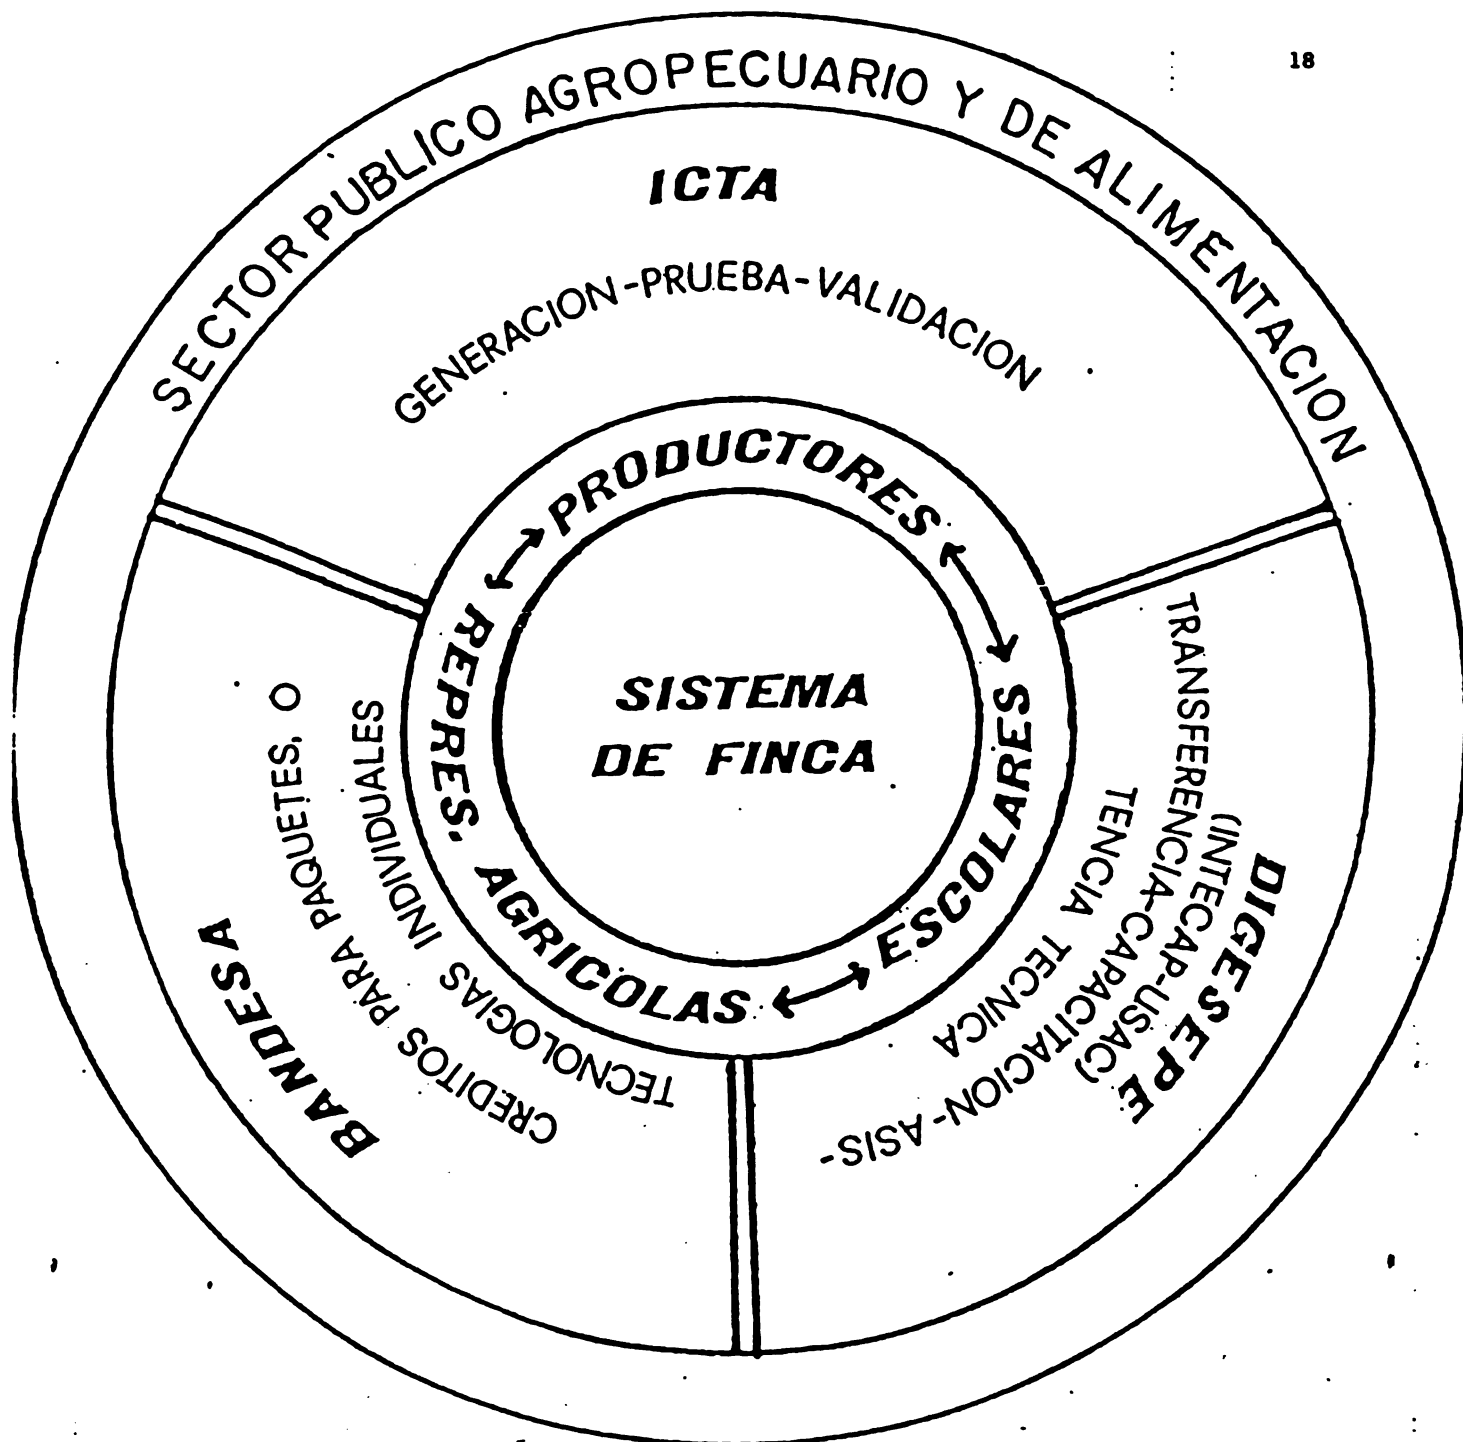 18
SECTOR PUBLICO AGROPECUARIO Y DE ALIMENTACION
ICTA
GENERACION-PRUEBA-VALIDACION
PRODUCTORES
ESCOLARES
REPRES. AGRICOLAS
SISTEMA
DE FINCA
DIGESEPE
(INTECAP-USAC)
TRANSFERENCIA-CAPACITACION-ASIS-
TENCIA TECNICA
BANDESA
CREDITOS PARA PAQUETES, O
TECNOLOGIAS INDIVIDUALES